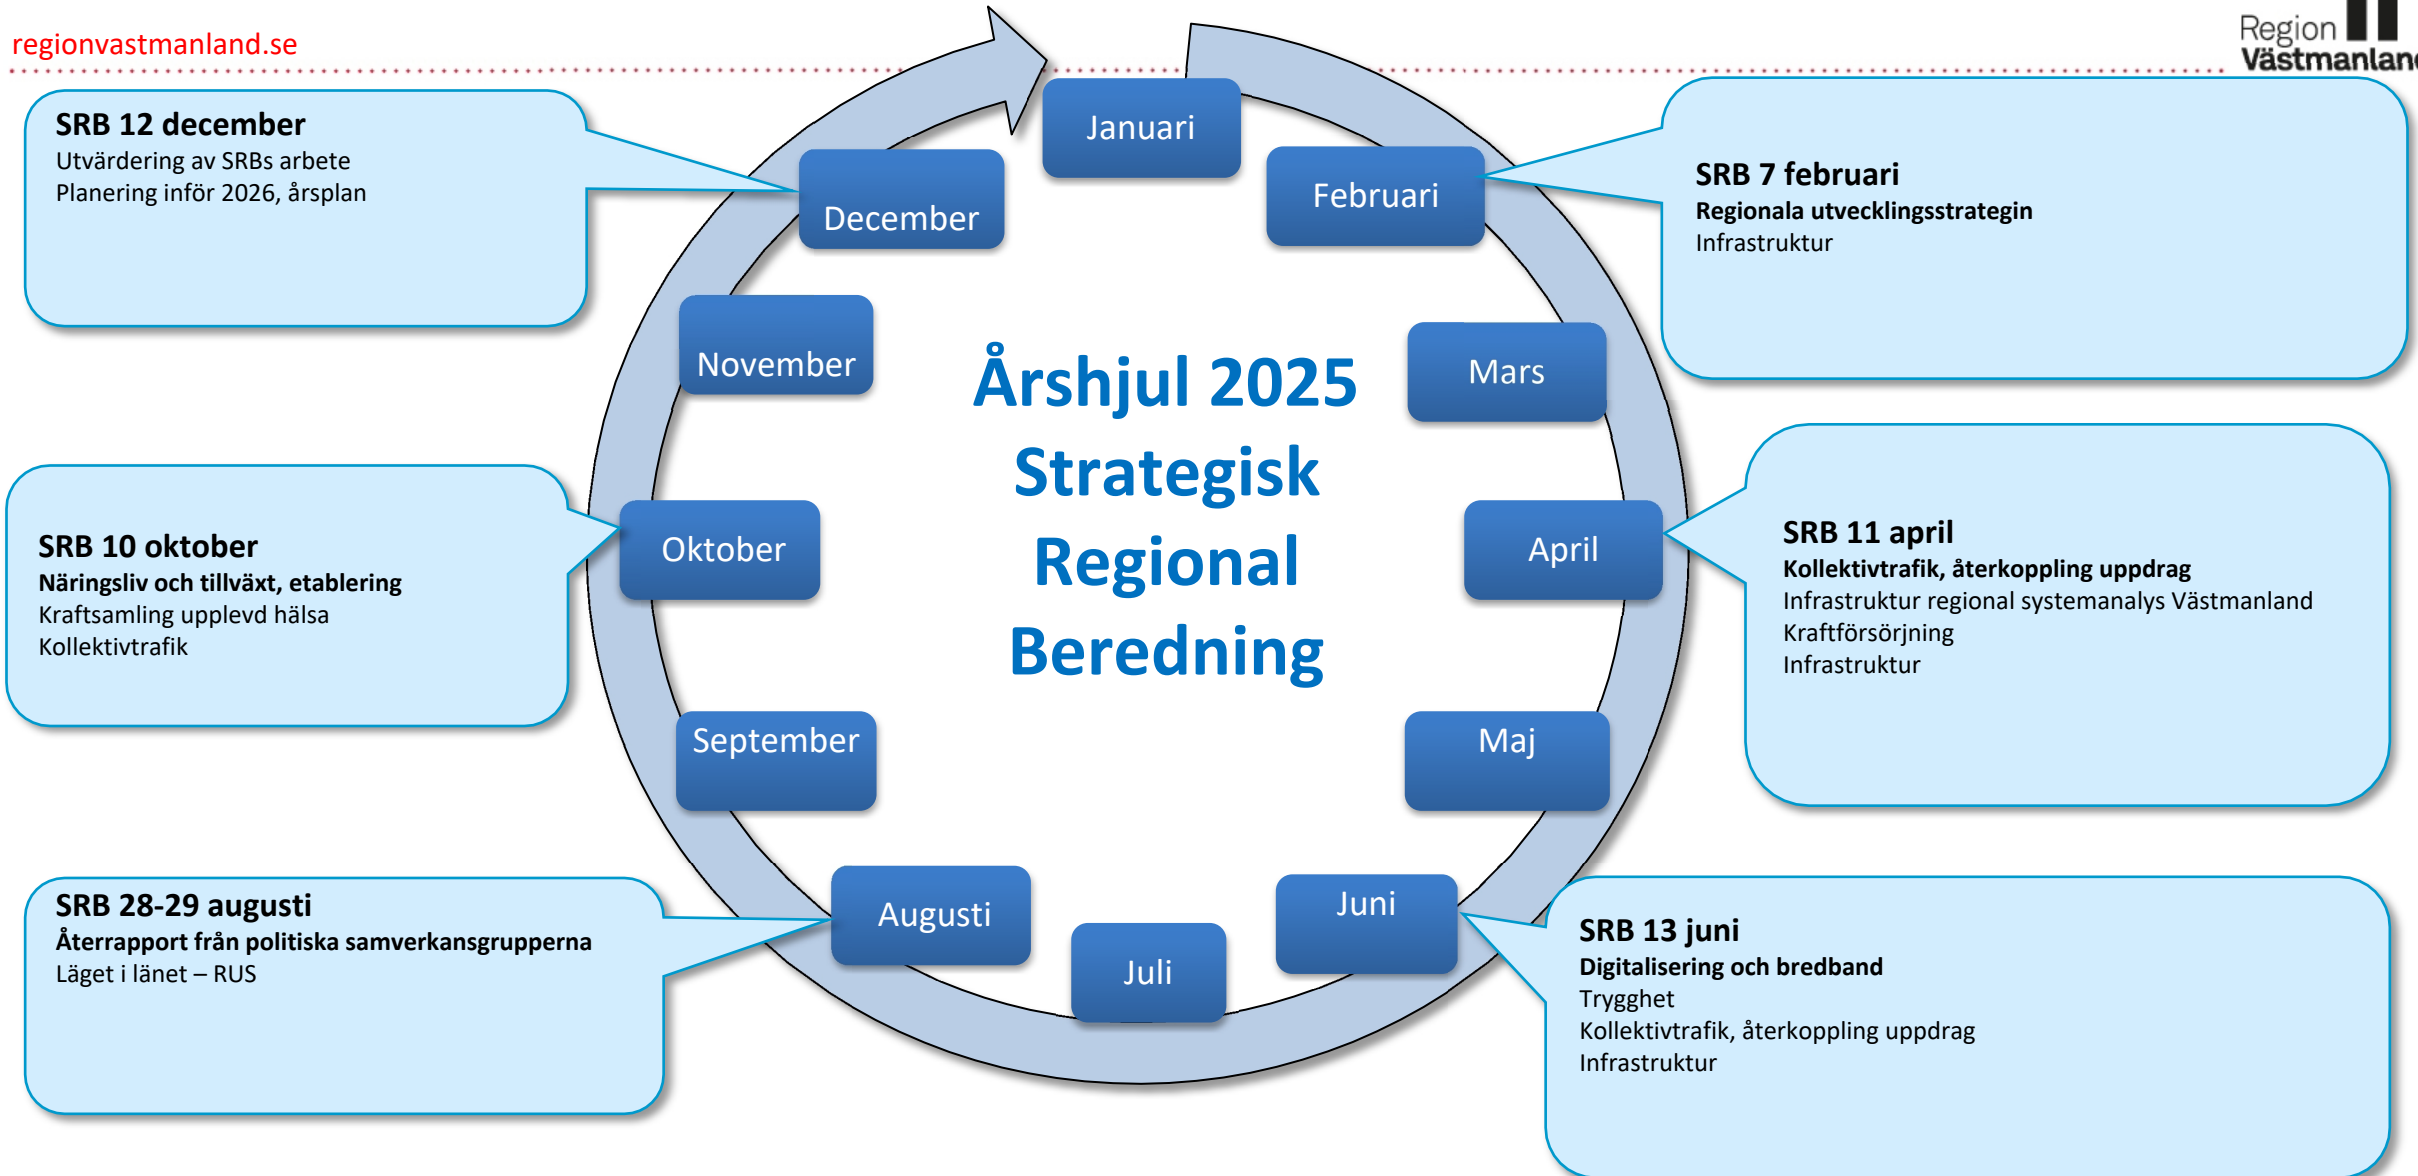 regionvastmanland.se
Region
Västmanland
Januari
Februari
Mars
April
Maj
Juni
Juli
Augusti
September
Oktober
November
December
Årshjul 2025
Strategisk
Regional
Beredning
SRB 7 februari
Regionala utvecklingsstrategin
Infrastruktur
SRB 11 april
Kollektivtrafik, återkoppling uppdrag
Infrastruktur regional systemanalys Västmanland
Kraftförsörjning
Infrastruktur
SRB 13 juni
Digitalisering och bredband
Trygghet
Kollektivtrafik, återkoppling uppdrag
Infrastruktur
SRB 28-29 augusti
Återrapport från politiska samverkansgrupperna
Läget i länet – RUS
SRB 10 oktober
Näringsliv och tillväxt, etablering
Kraftsamling upplevd hälsa
Kollektivtrafik
SRB 12 december
Utvärdering av SRBs arbete
Planering inför 2026, årsplan